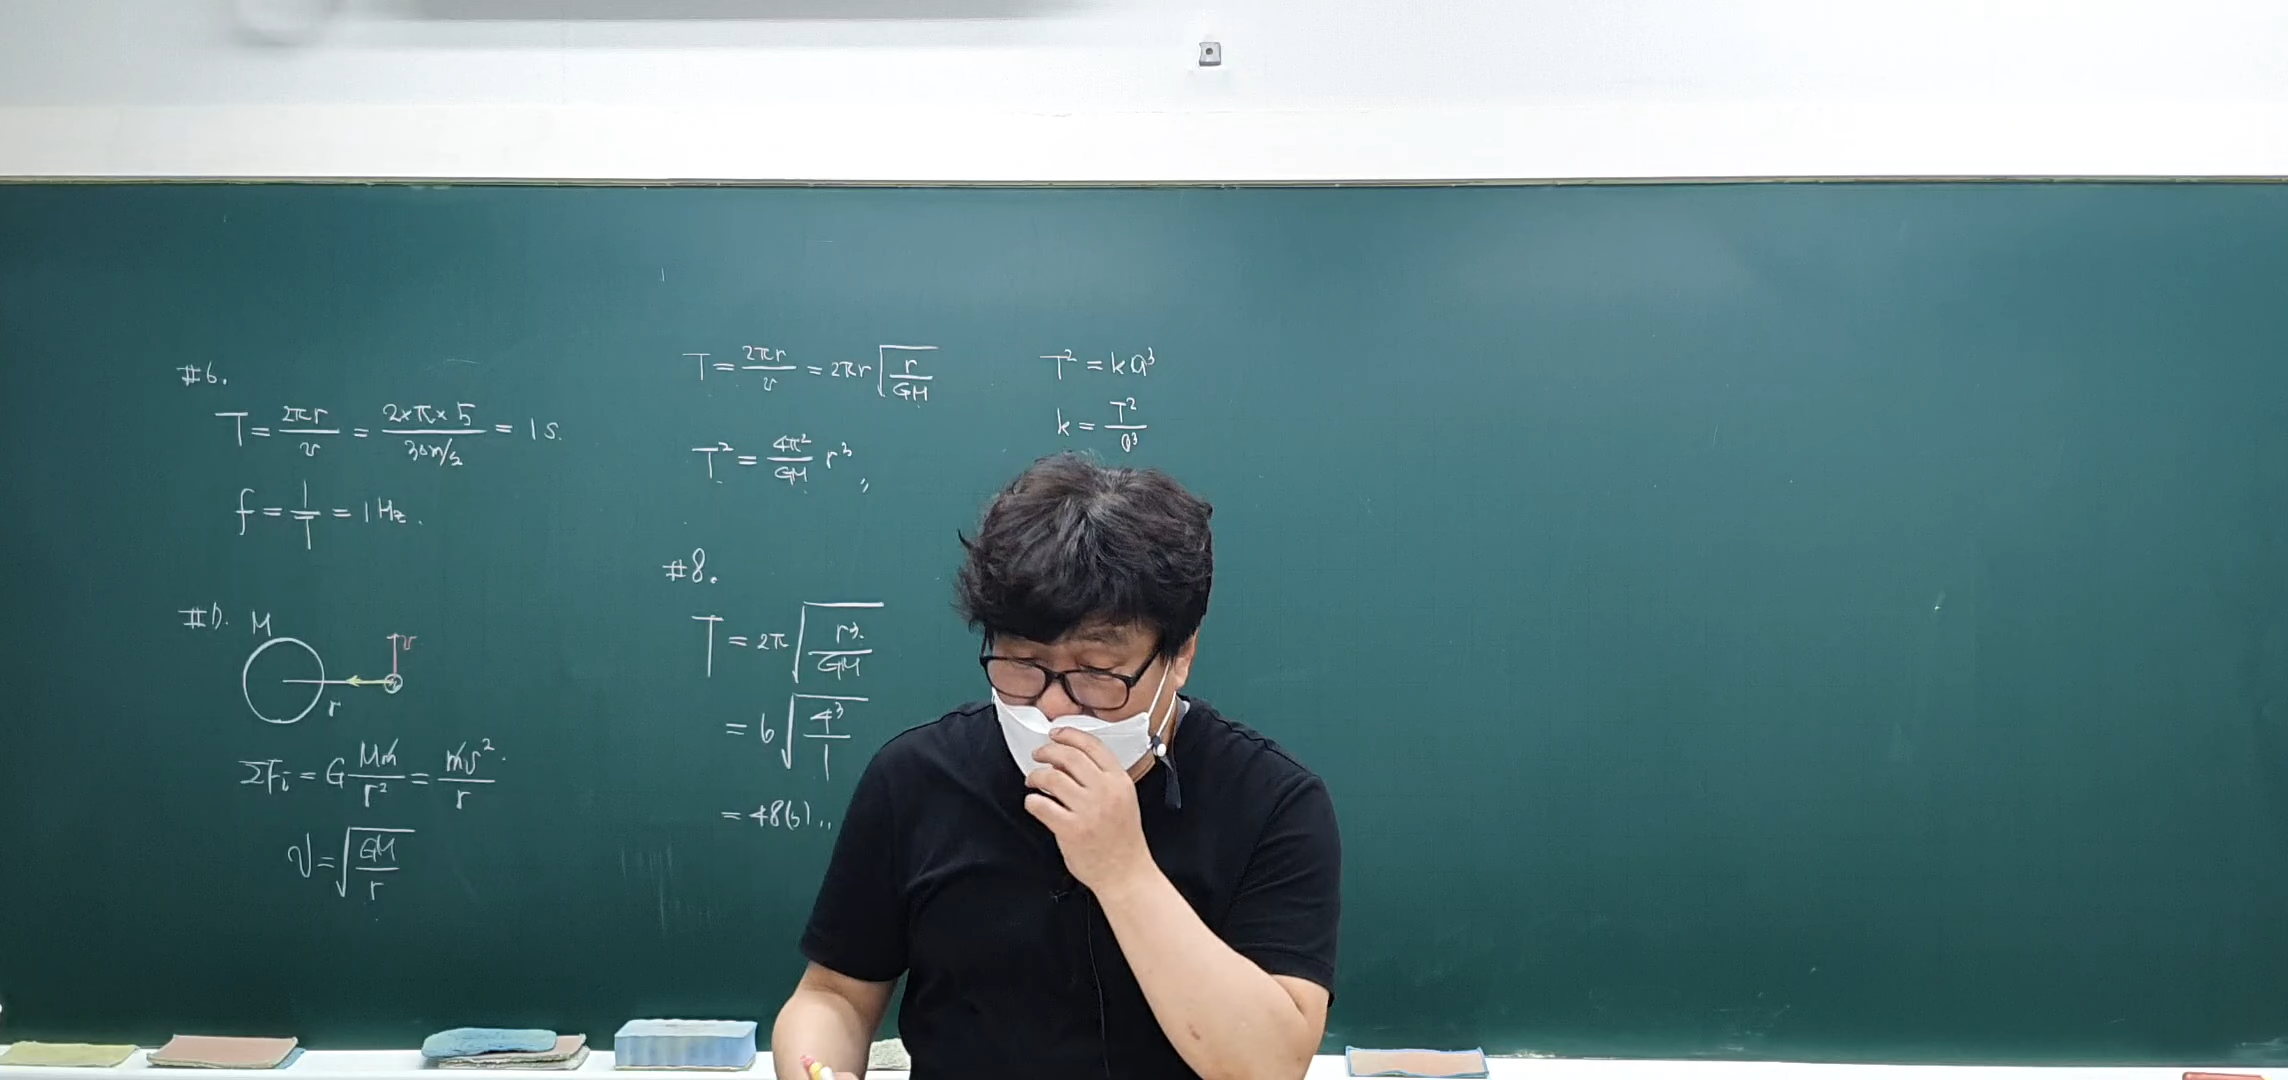 #6.
T = 2πr/v = 2×π×5/30m/s = 1s.
f = 1/T = 1Hz.
M
v
r
ΣFi = G Mm/r² = mv²/r
v = √(GM/r)
T = 2πr/v = 2πr√(r/GM)
T² = 4π²/GM r³
#8.
T = 2π√(r³/GM)
= 6√(4³/1)
= 48(s)
T² = ka³
k = T²/a³